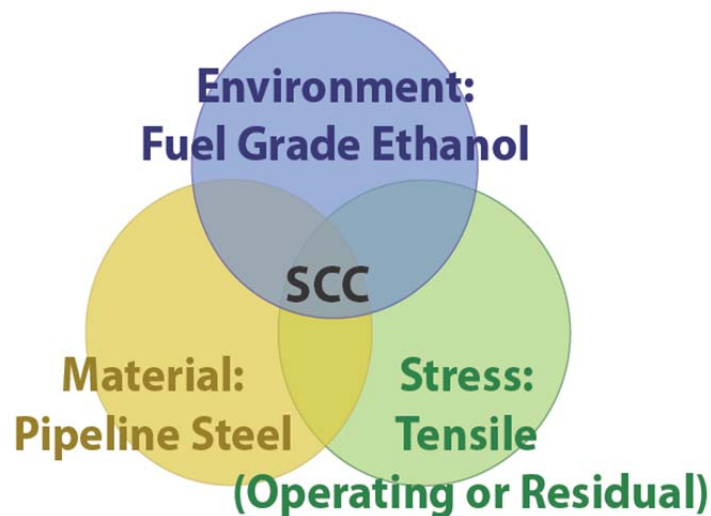 Environment:
Fuel Grade Ethanol
SCC
Material:
Pipeline Steel
Stress:
Tensile
(Operating or Residual)